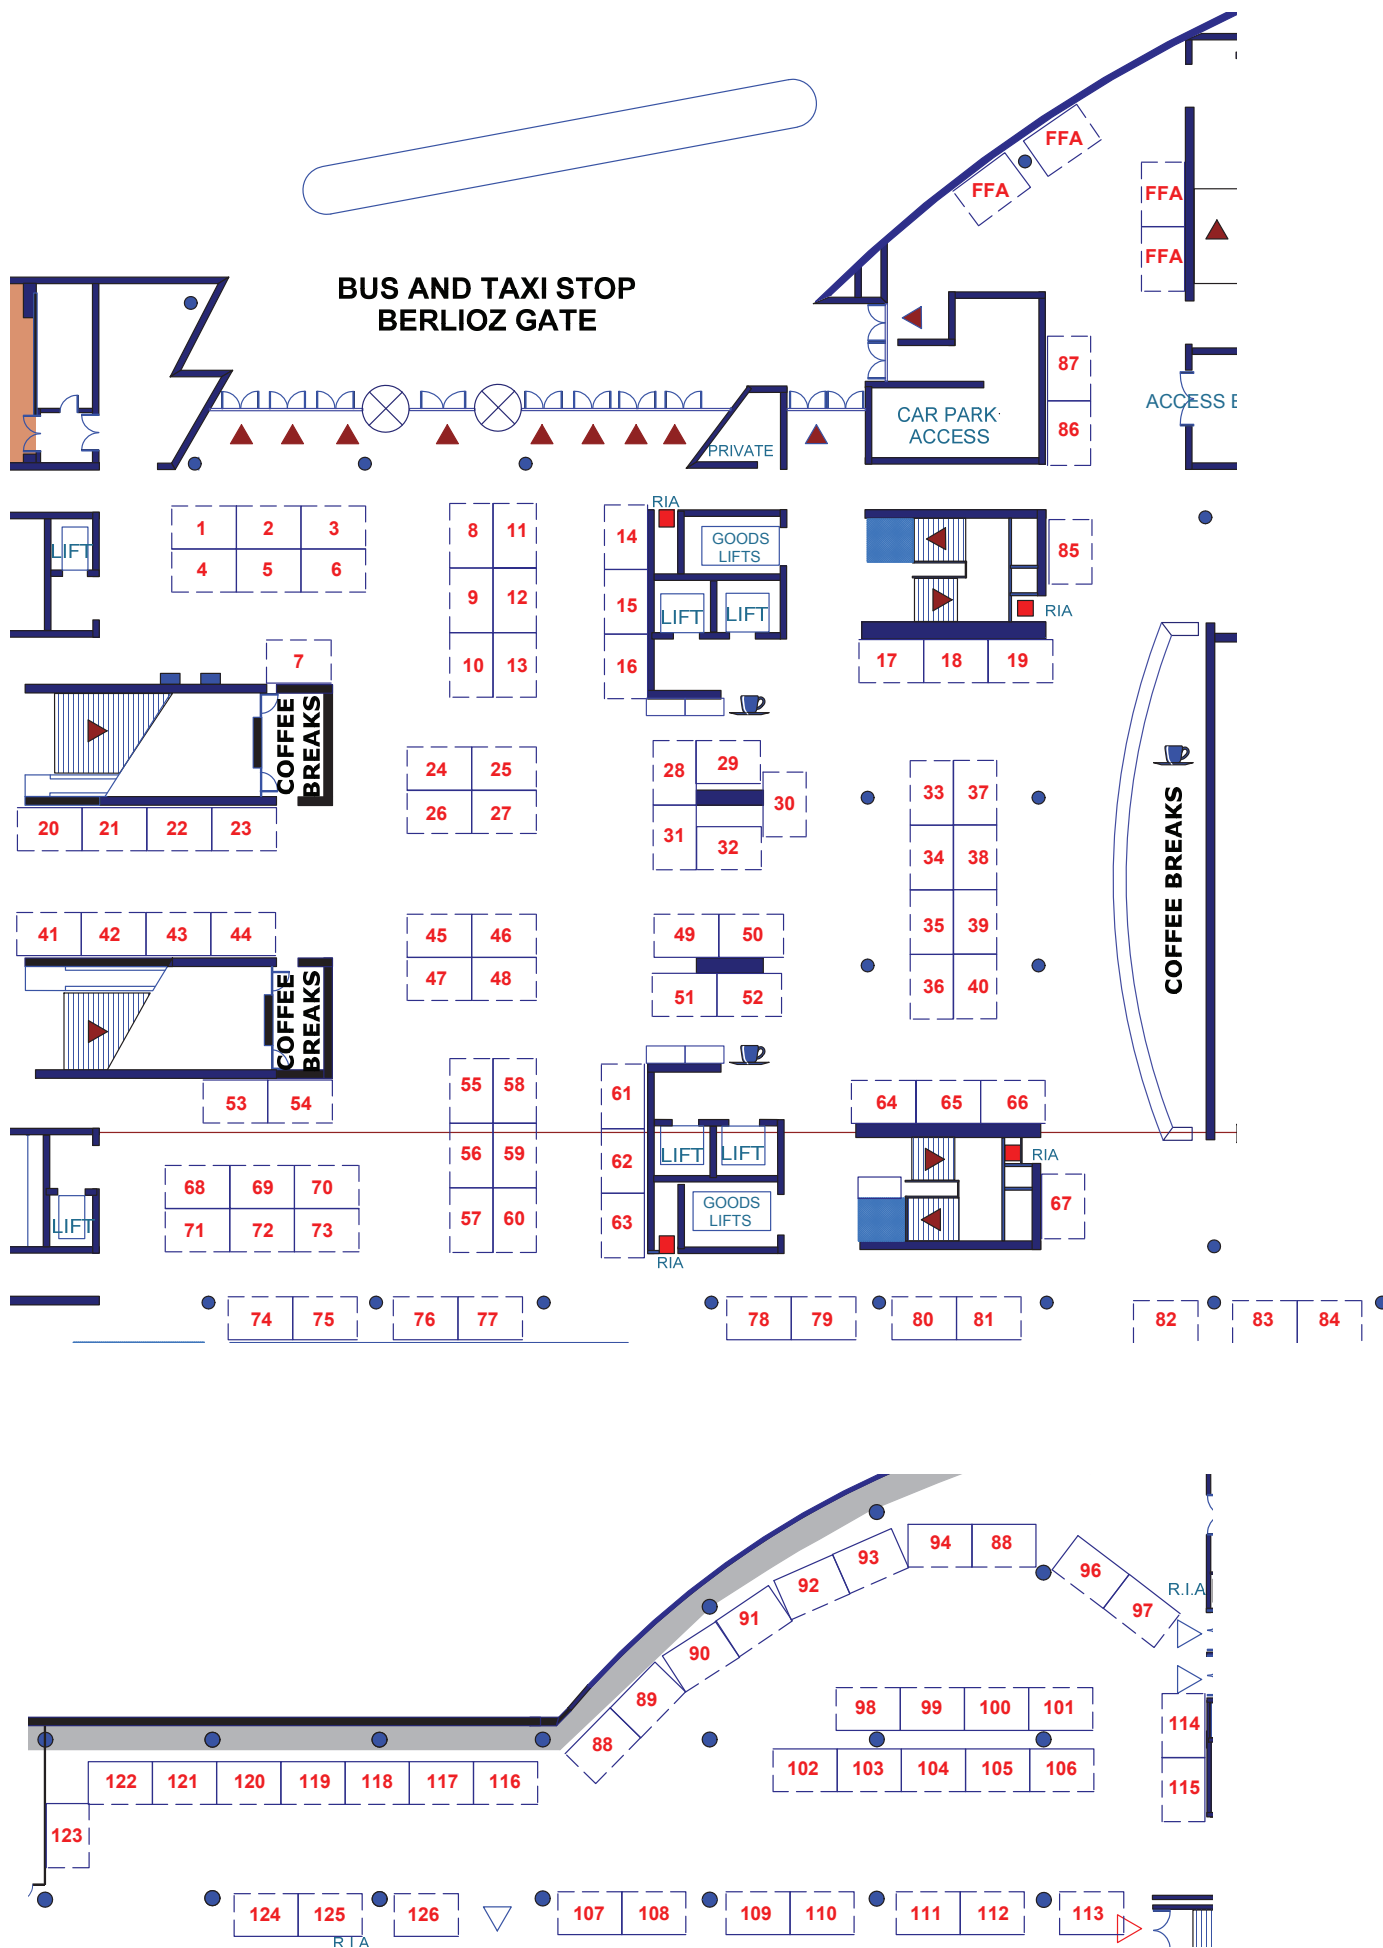 FFA
FFA
FFA
FFA
BUS AND TAXI STOP
BERLIOZ GATE
87
86
ACCESS E
CAR PARK
ACCESS
PRIVATE
RIA
1 2 3
4 5 6
8 11
9 12
10 13
14
15
16
GOODS
LIFTS
LIFT
LIFT LIFT
85
RIA
17 18 19
7
COFFEE
BREAKS
20 21 22 23
24 25
26 27
28 29
30
31 32
33 37
34 38
35 39
36 40
COFFEE BREAKS
41 42 43 44
45 46
47 48
49 50
51 52
COFFEE
BREAKS
53 54
55 58
56 59
57 60
61
62
63
LIFT LIFT
GOODS
LIFTS
RIA
64 65 66
RIA
67
68 69 70
71 72 73
LIFT
74 75 76 77 78 79 80 81 82 83 84
94 88
93
92
91
90
89
88
96
97
R.I.A
98 99 100 101
102 103 104 105 106
114
115
122 121 120 119 118 117 116
123
124 125 126 107 108 109 110 111 112 113
R.I.A